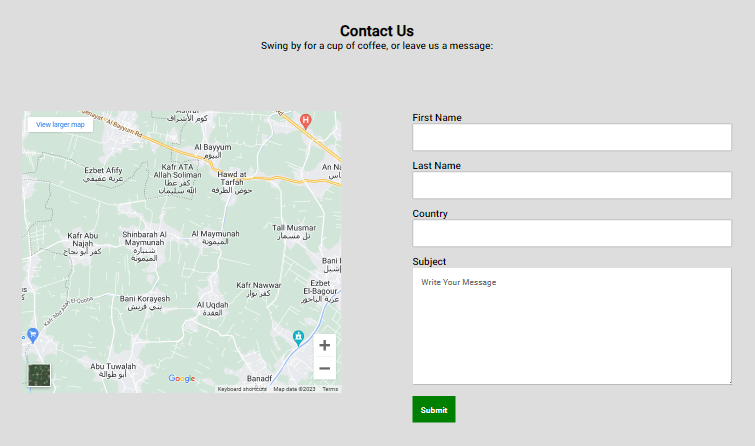 Contact Us
Swing by for a cup of coffee, or leave us a message:
View larger map
Al Bayyum Rd
كوم الأشراف
Al Bayyum
البيوم
Ezbet Afify
عزبة عفيفي
Kafr ATA
Allah Soliman
كفر عطا
الله سليمان
Hawd at
Tarfah
حوض الطرفه
Kafr Abu
Najah
كفر أبو نجاح
Shinbarah Al
Maymunah
شنبارة
الميمونة
Al Maymunah
الميمونة
Tall Musmar
تل مسمار
Bani Korayesh
بني قريش
Kafr Nawwar
كفر نوار
Al Uqdah
العقدة
Ezbet
El-Bagour
عزبة الباجور
Abu Tuwalah
أبو طوالة
Banadf
Google
Keyboard shortcuts
Map data ©2023
Terms
First Name
Last Name
Country
Subject
Write Your Message
Submit